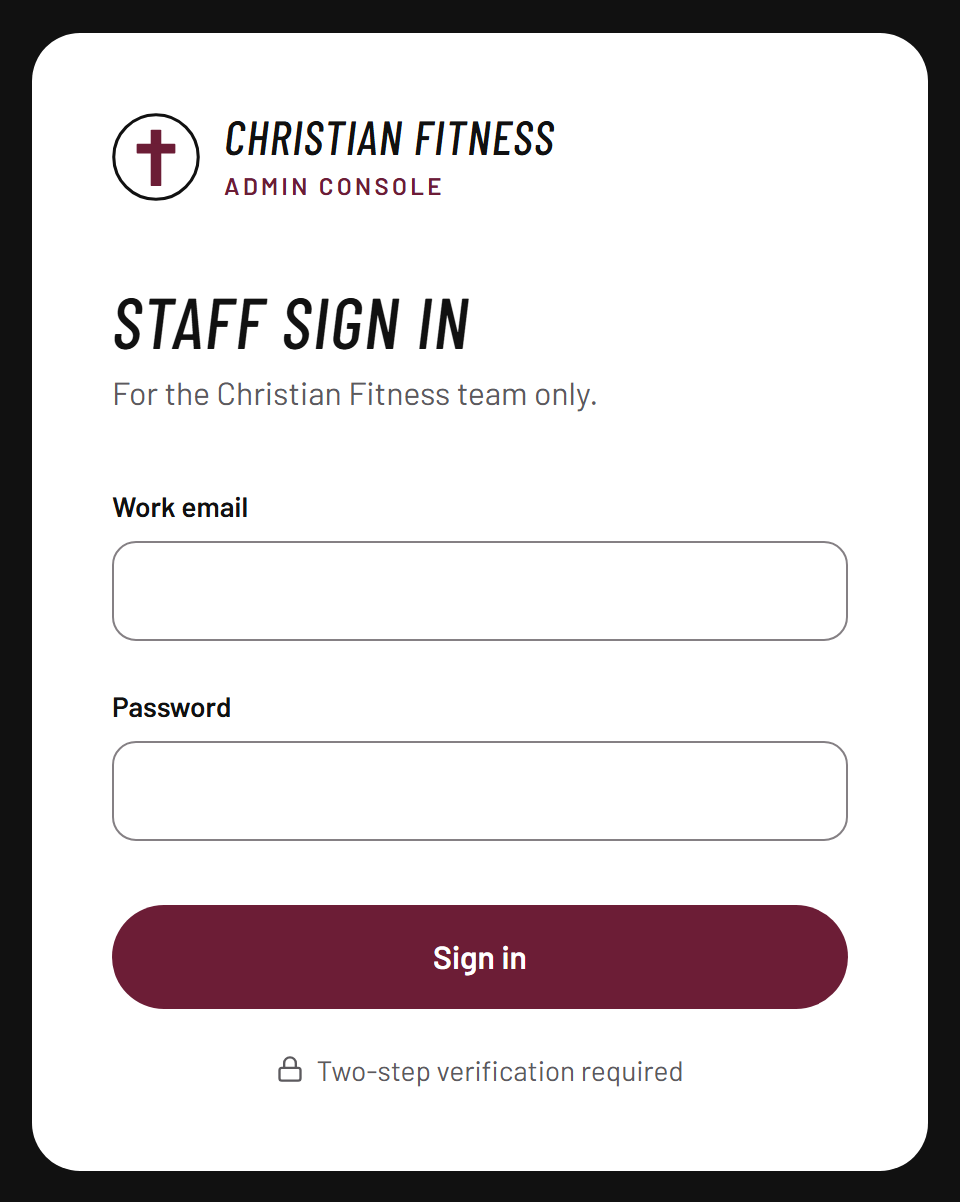 CHRISTIAN FITNESS
ADMIN CONSOLE
STAFF SIGN IN
For the Christian Fitness team only.
Work email
Password
Sign in
Two-step verification required